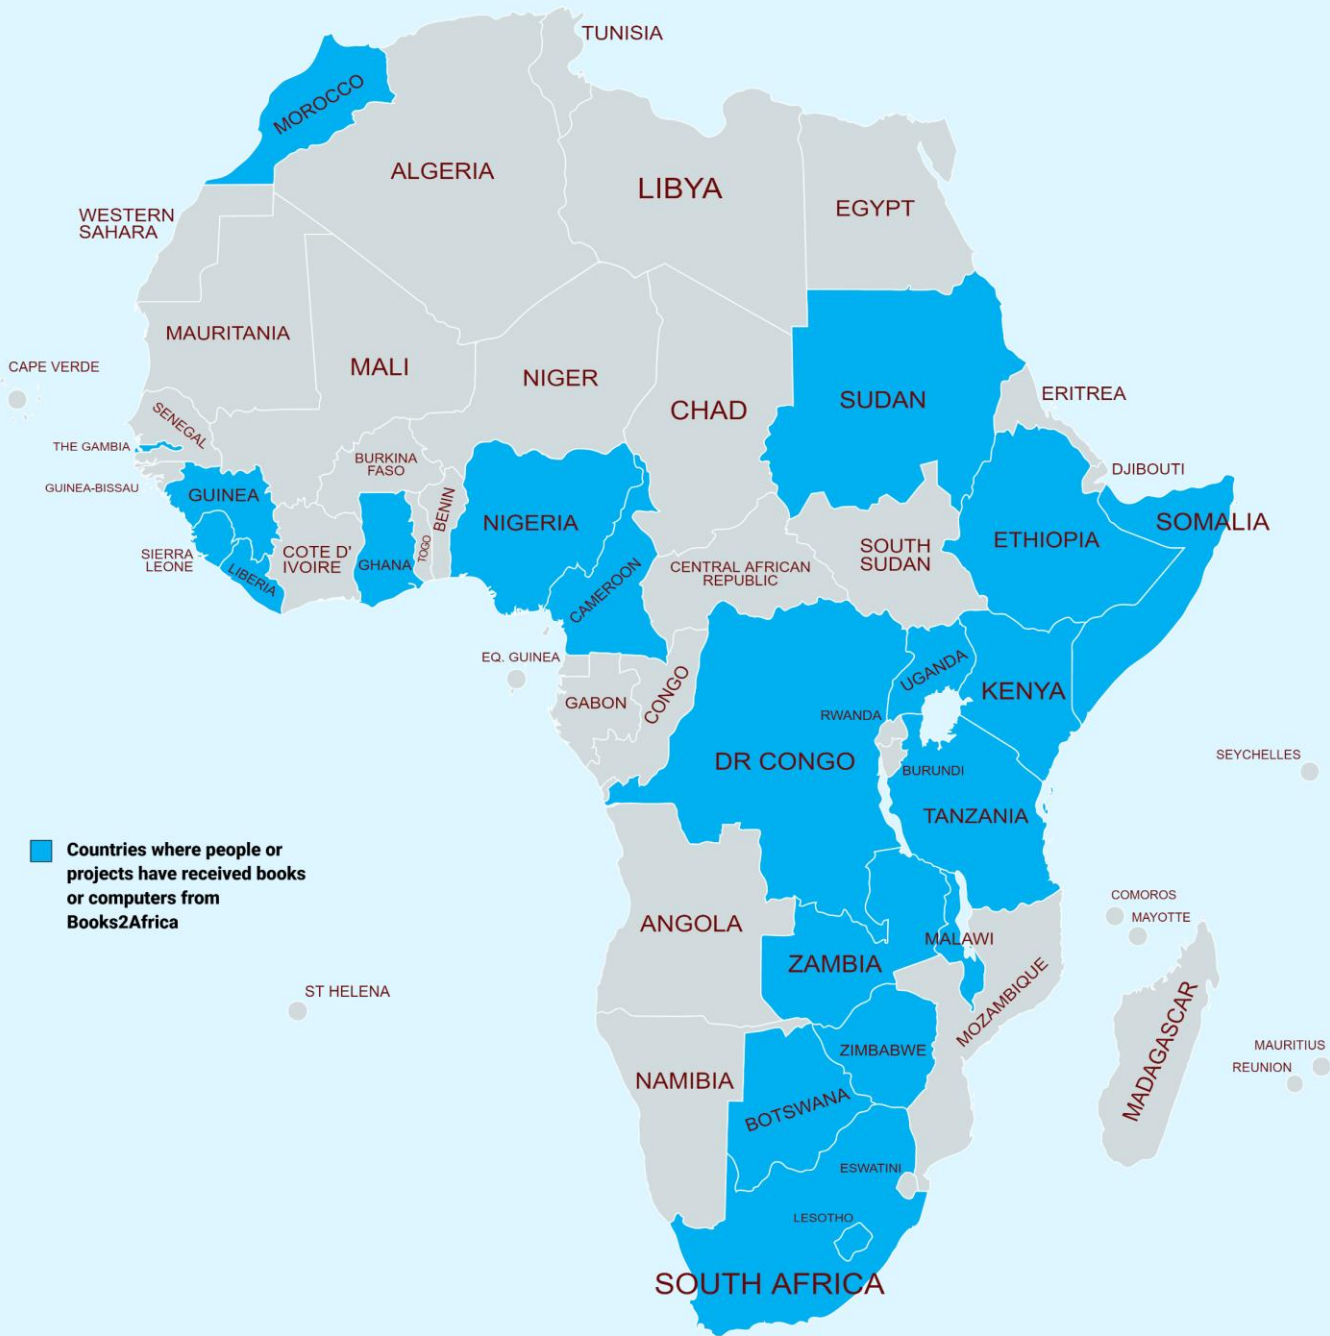 TUNISIA
MOROCCO
ALGERIA
LIBYA
EGYPT
WESTERN
SAHARA
MAURITANIA
MALI
NIGER
CHAD
SUDAN
ERITREA
CAPE VERDE
SENEGAL
THE GAMBIA
GUINEA-BISSAU
GUINEA
BURKINA
FASO
BENIN
TOGO
NIGERIA
DJIBOUTI
SOMALIA
ETHIOPIA
SOUTH
SUDAN
SIERRA
LEONE
LIBERIA
COTE D'
IVOIRE
GHANA
CAMEROON
CENTRAL AFRICAN
REPUBLIC
EQ. GUINEA
GABON
CONGO
UGANDA
KENYA
RWANDA
DR CONGO
BURUNDI
TANZANIA
SEYCHELLES
Countries where people or
projects have received books
or computers from
Books2Africa
ANGOLA
ZAMBIA
MALAWI
COMOROS
MAYOTTE
MOZAMBIQUE
MADAGASCAR
ST HELENA
ZIMBABWE
MAURITIUS
REUNION
NAMIBIA
BOTSWANA
ESWATINI
LESOTHO
SOUTH AFRICA